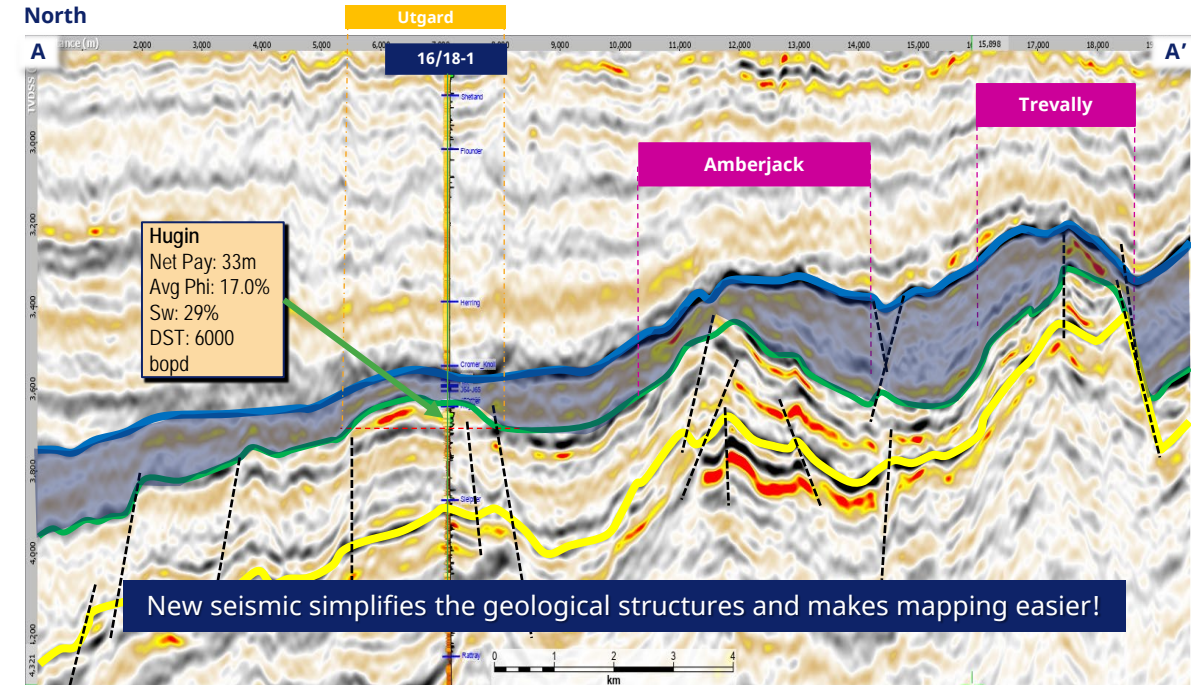 North
Utgard
A
16/18-1
A’
2,000 3,000 4,000 5,000 9,000 10,000 11,000 12,000 13,000 14,000 15,000 15,898 17,000 18,000
Shetland
3,000
Flounder
Trevally
Amberjack
3,200
Hugin
Net Pay: 33m
Avg Phi: 17.0%
Sw: 29%
DST: 6000
bopd
3,400
Herring
Cromer_Knoll
3,600
3,800
Sleipner
4,000
New seismic simplifies the geological structures and makes mapping easier!
4,321
Rattray
0 1 2 3 4
km